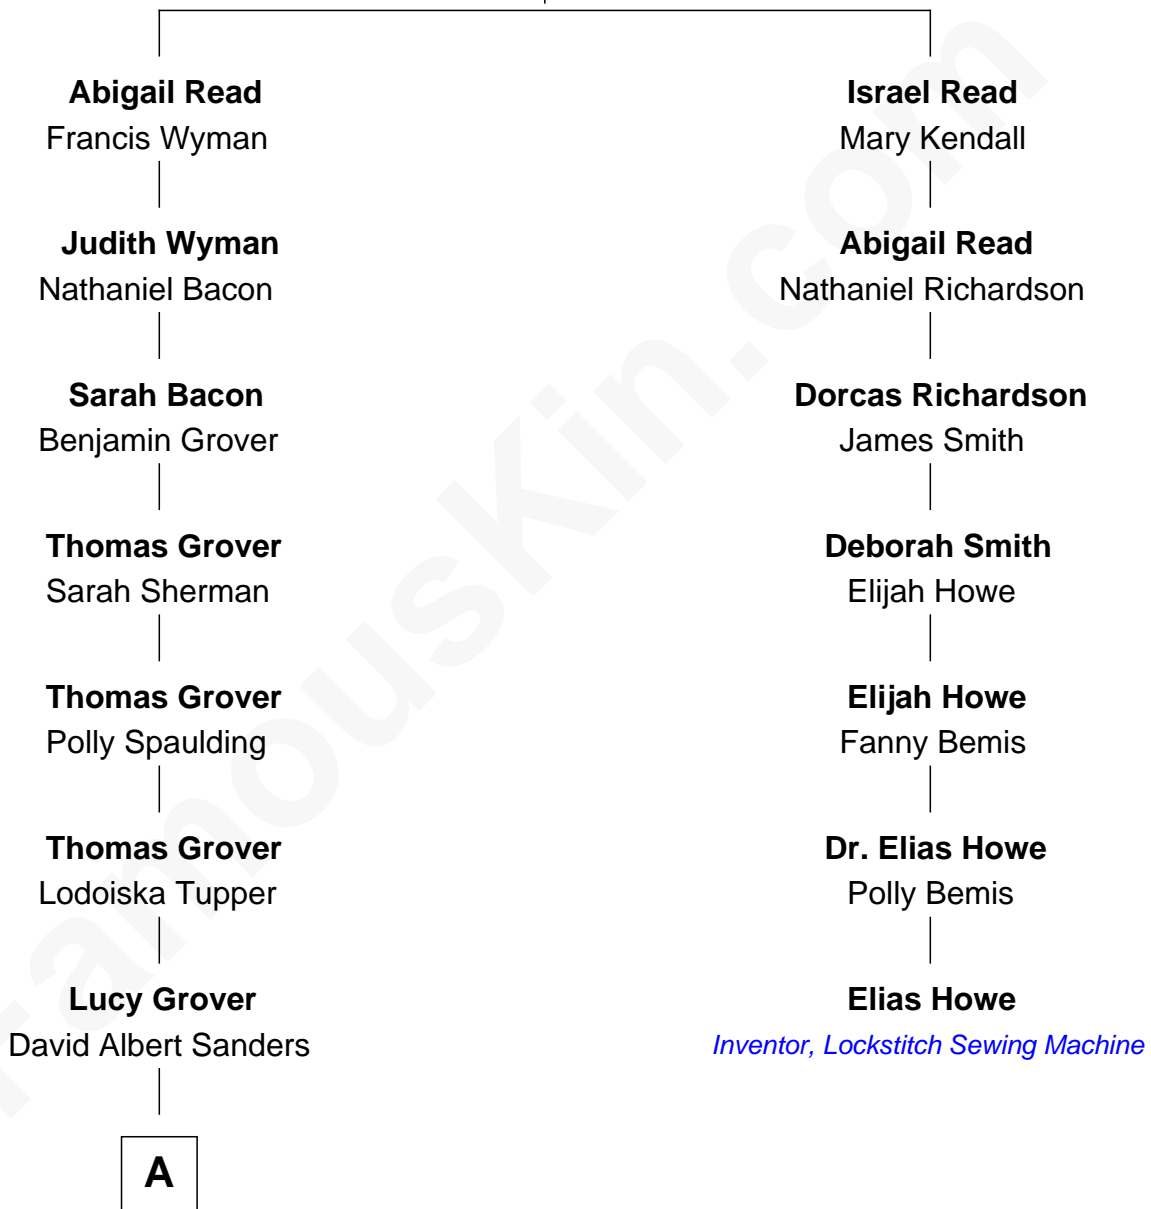 Abigail Read
Francis Wyman
Judith Wyman
Nathaniel Bacon
Sarah Bacon
Benjamin Grover
Thomas Grover
Sarah Sherman
Thomas Grover
Polly Spaulding
Thomas Grover
Lodoiska Tupper
Lucy Grover
David Albert Sanders
A
Israel Read
Mary Kendall
Abigail Read
Nathaniel Richardson
Dorcas Richardson
James Smith
Deborah Smith
Elijah Howe
Elijah Howe
Fanny Bemis
Dr. Elias Howe
Polly Bemis
Elias Howe
Inventor, Lockstitch Sewing Machine
FamousKin.com